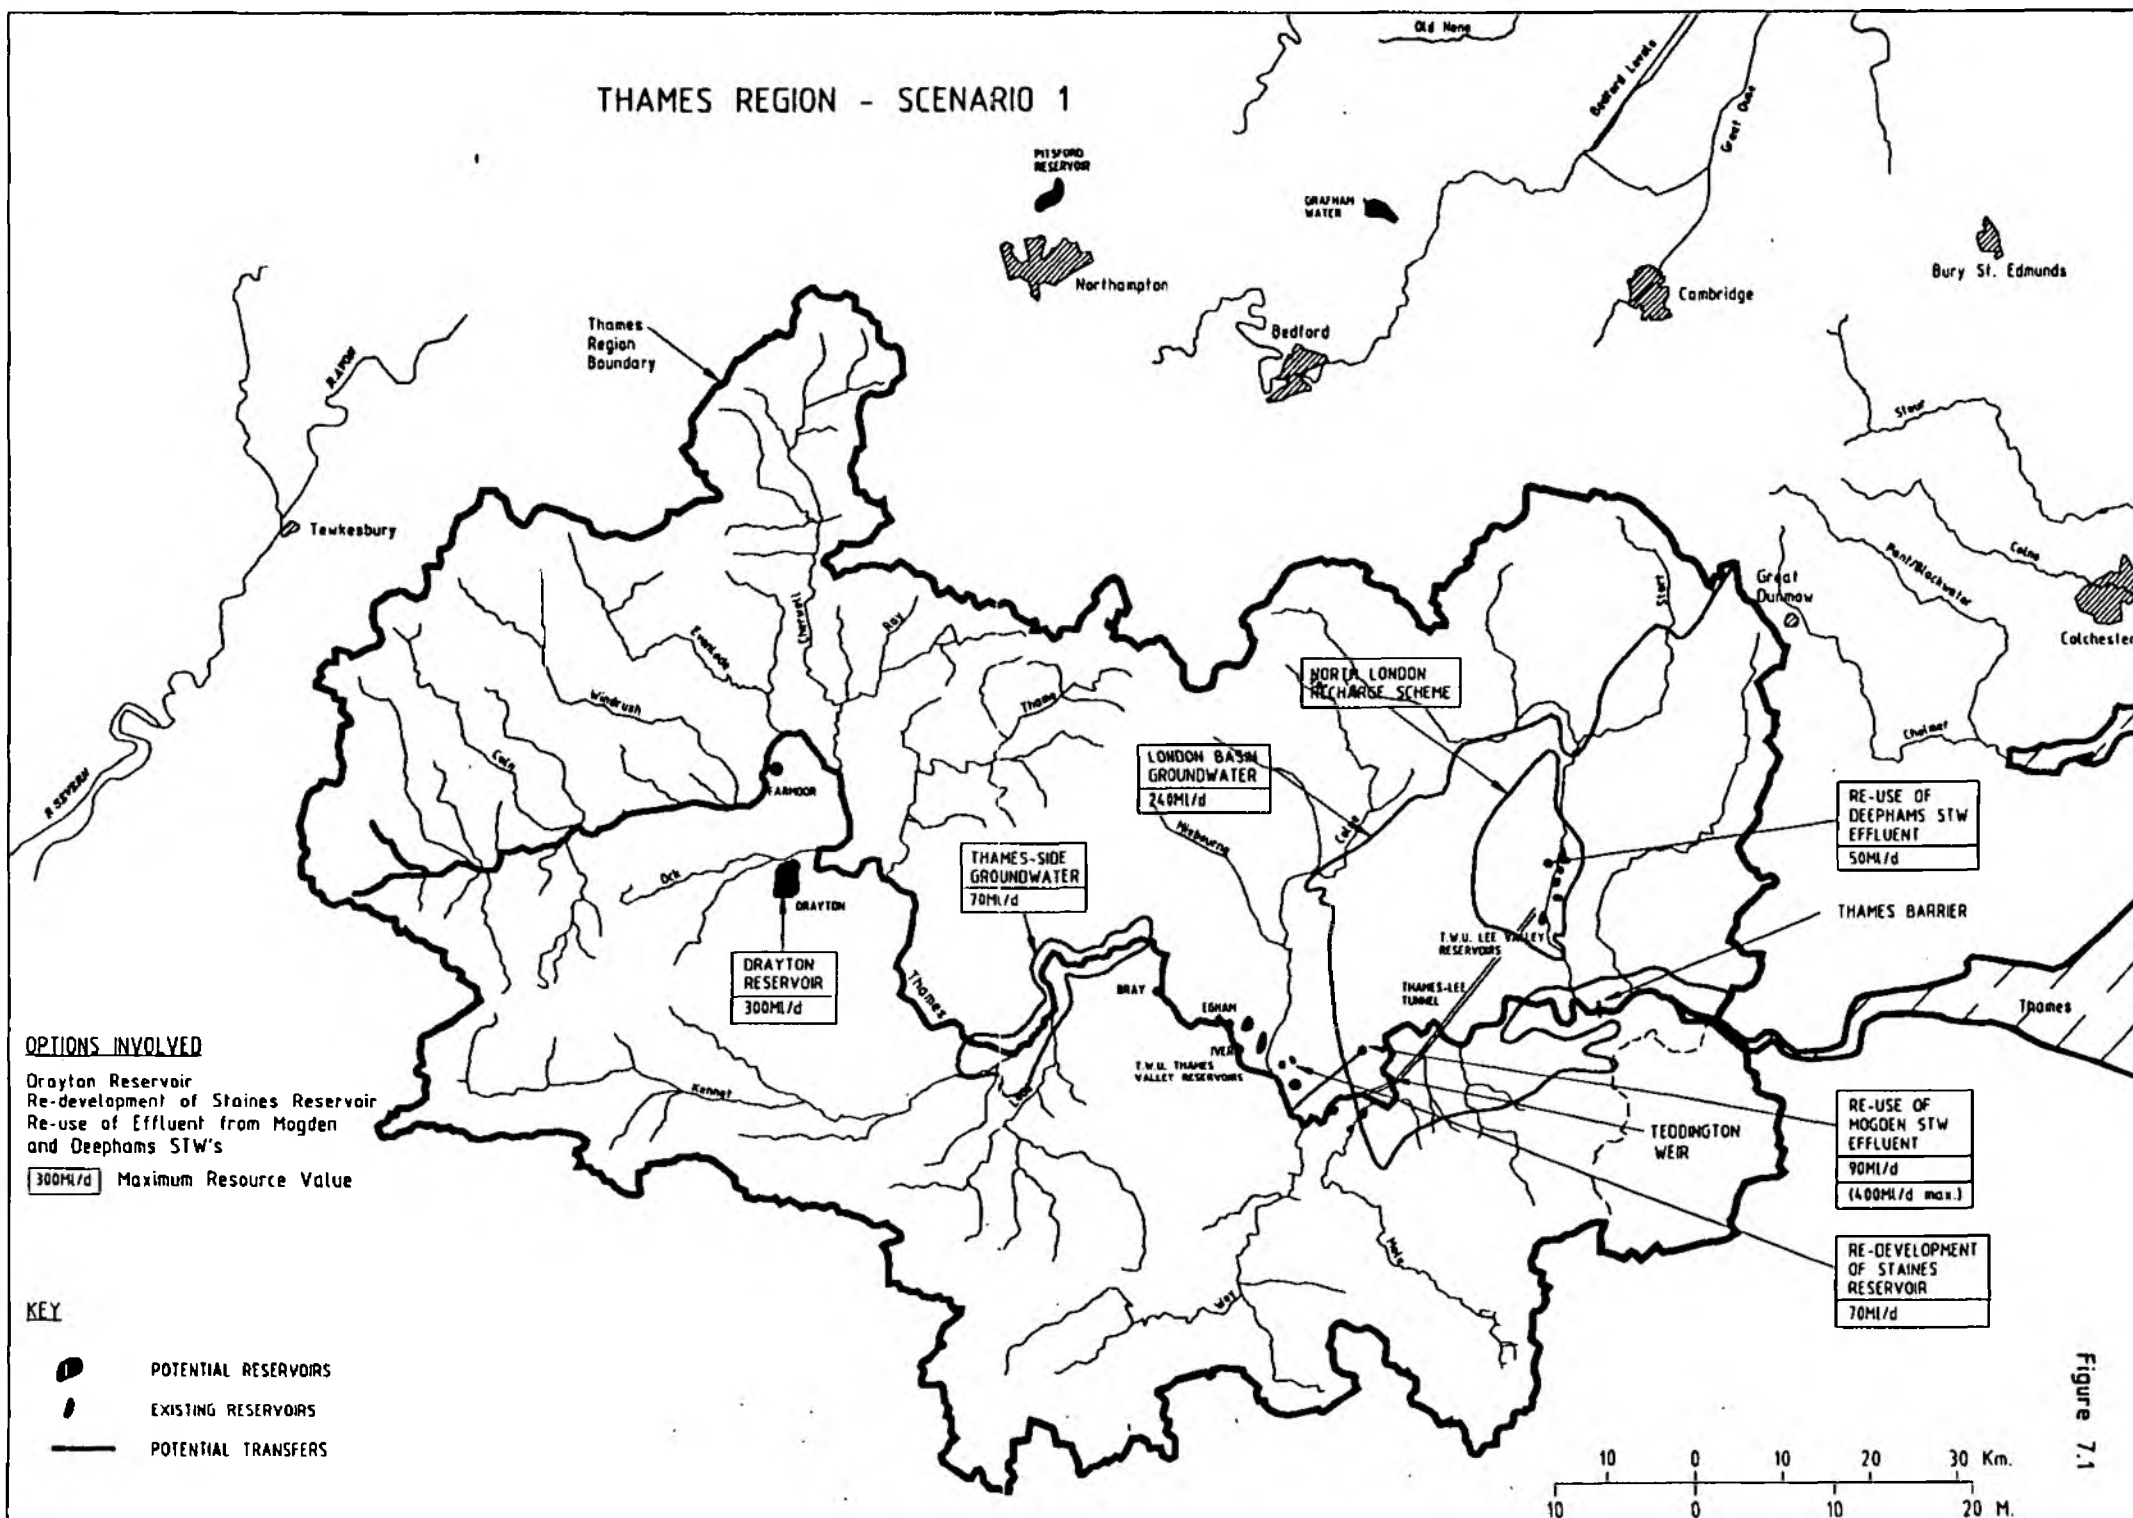 THAMES REGION - SCENARIO 1
Old Nene
Bedford Levels
Great Ouse
PITSFORD
RESERVOIR
GRAFHAM
WATER
Northampton
Cambridge
Bury St. Edmunds
Bedford
Thames
Region
Boundary
R.AVON
Stour
Tewkesbury
Colne
Pant/Blackwater
Great
Dunmow
Colchester
Stort
Cherwell
Ray
Evenlode
Windrush
Thame
NORTH LONDON
RECHARGE SCHEME
Coln
Chelmer
R.SEVERN
LONDON BASIN
GROUNDWATER
240Ml/d
FARMOOR
RE-USE OF
DEEPHAMS STW
EFFLUENT
50Ml/d
Misbourne
Colne
THAMES-SIDE
GROUNDWATER
70Ml/d
Ock
DRAYTON
THAMES BARRIER
T.W.U. LEE VALLEY
RESERVOIRS
DRAYTON
RESERVOIR
300Ml/d
Thames
BRAY
THAMES-LEE
TUNNEL
EGHAM
IVER
Thames
T.W.U. THAMES
VALLEY RESERVOIRS
OPTIONS INVOLVED
Drayton Reservoir
Re-development of Staines Reservoir
Re-use of Effluent from Mogden
and Deephams STW's
300Ml/d Maximum Resource Value
Kennet
TEDDINGTON
WEIR
RE-USE OF
MOGDEN STW
EFFLUENT
90Ml/d
(400Ml/d max.)
Mole
Wey
RE-DEVELOPMENT
OF STAINES
RESERVOIR
70Ml/d
KEY
POTENTIAL RESERVOIRS
EXISTING RESERVOIRS
POTENTIAL TRANSFERS
Figure 7.1
10 0 10 20 30 Km.
10 0 10 20 M.